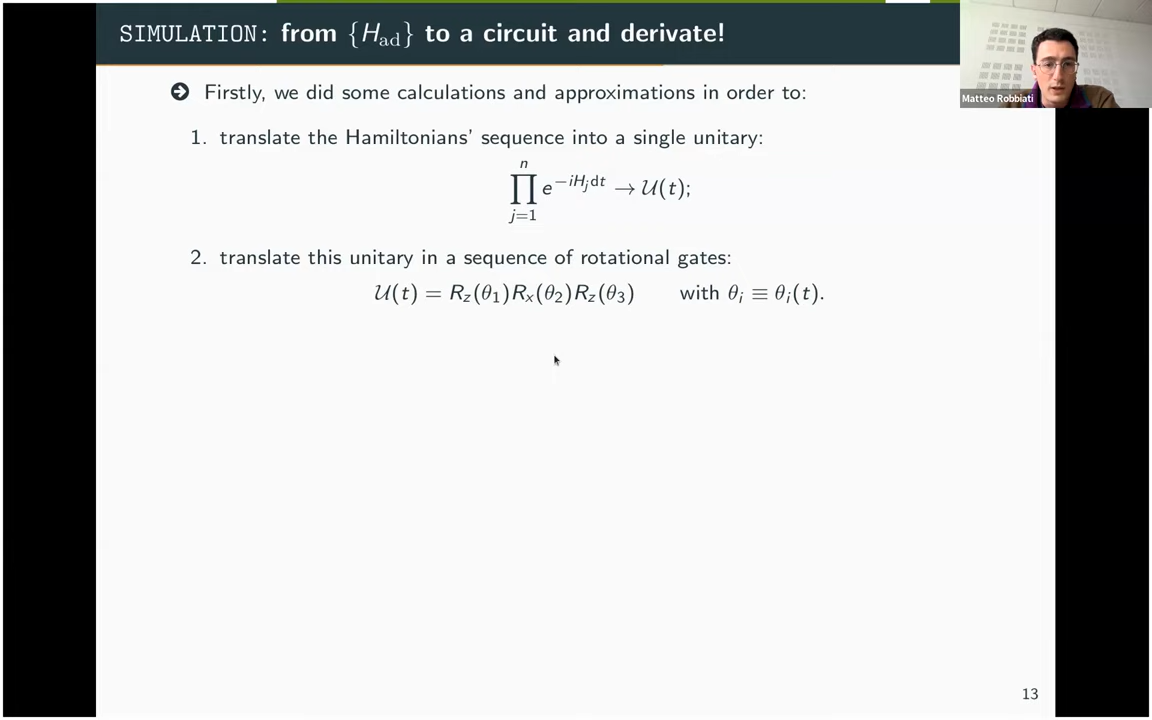 SIMULATION: from {H_ad} to a circuit and derivate!
Matteo Robbiati
➔ Firstly, we did some calculations and approximations in order to:
1. translate the Hamiltonians' sequence into a single unitary:
∏_{j=1}^{n} e^{-iH_j dt} → 𝒰(t);
2. translate this unitary in a sequence of rotational gates:
𝒰(t) = R_z(θ_1)R_x(θ_2)R_z(θ_3) with θ_i ≡ θ_i(t).
13